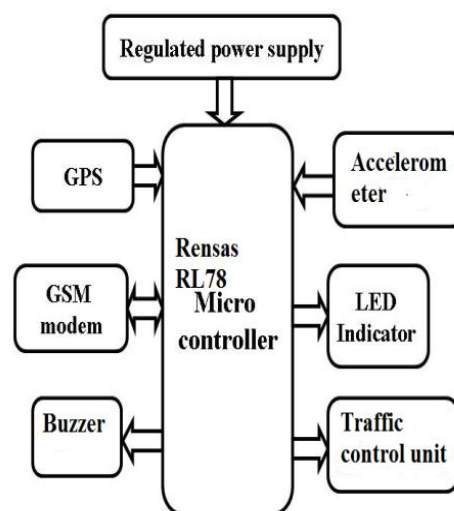 Regulated power supply
GPS
Accelerom
eter
Rensas
RL78
Micro
controller
GSM
modem
LED
Indicator
Buzzer
Traffic
control unit